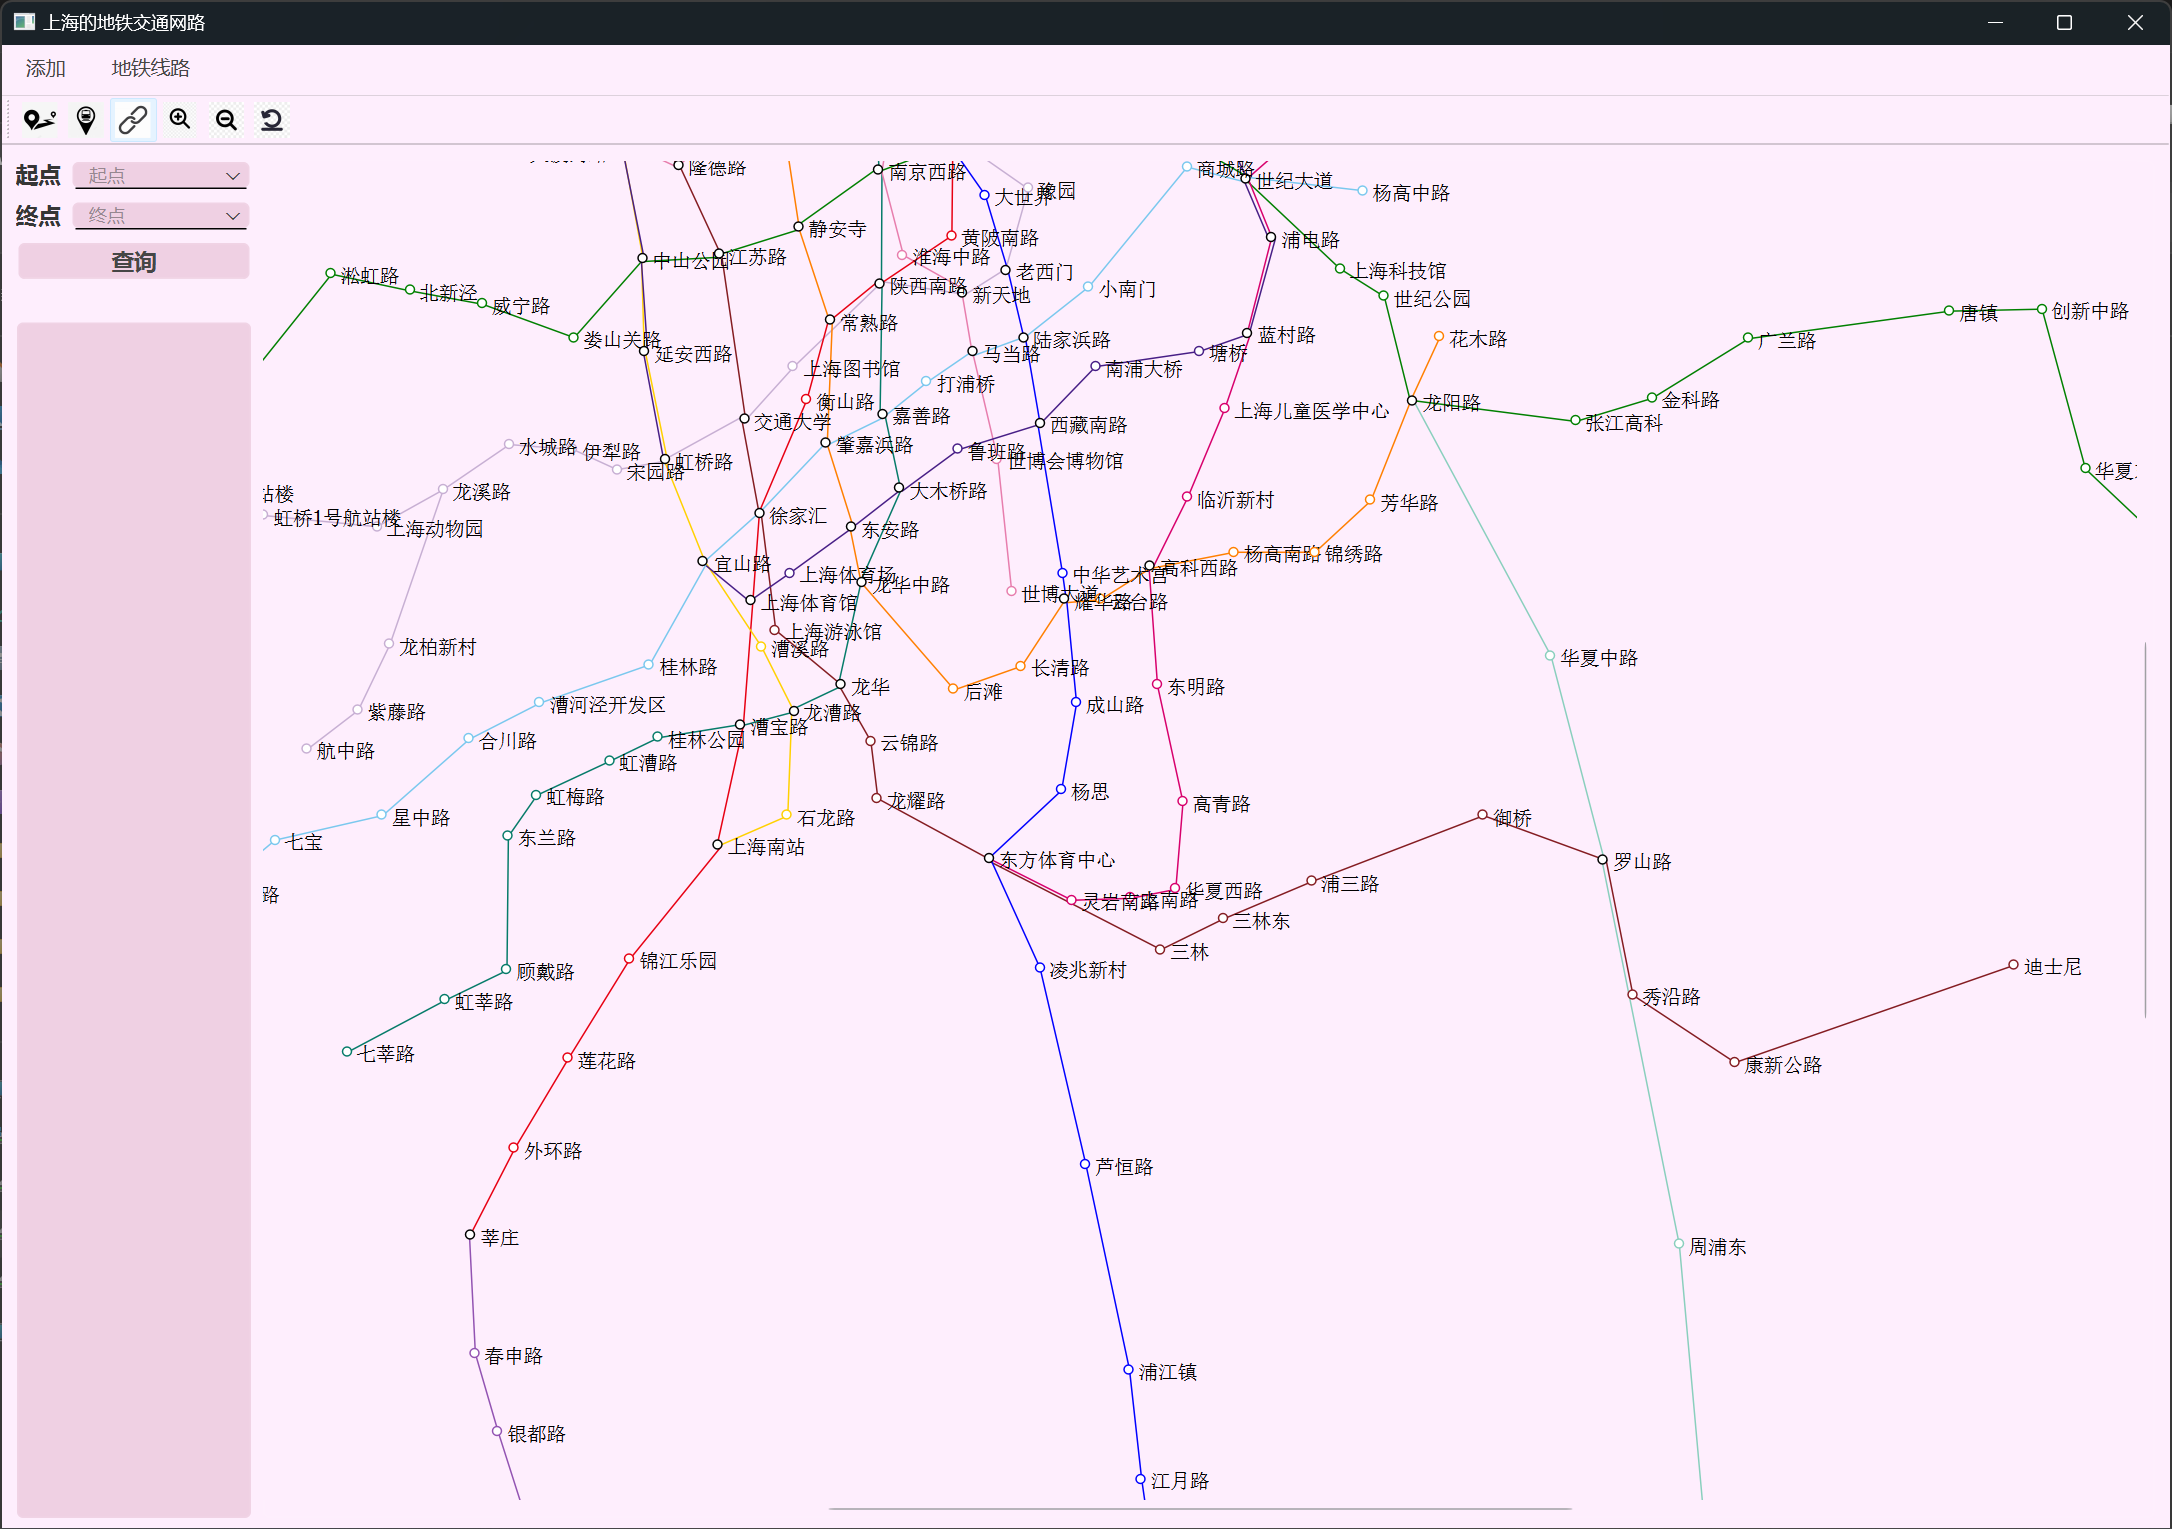 上海的地铁交通网路
添加
地铁线路
起点
起点
终点
终点
查询
隆德路
南京西路
大世界
豫园
商城路
世纪大道
杨高中路
静安寺
黄陂南路
浦电路
中山公园
江苏路
淮海中路
老西门
上海科技馆
淞虹路
北新泾
威宁路
陕西南路
新天地
小南门
世纪公园
唐镇
创新中路
常熟路
娄山关路
延安西路
马当路
陆家浜路
蓝村路
花木路
广兰路
上海图书馆
打浦桥
南浦大桥
塘桥
衡山路
交通大学
嘉善路
西藏南路
上海儿童医学中心
龙阳路
金科路
张江高科
水城路
伊犁路
宋园路
虹桥路
肇嘉浜路
鲁班路
世博会博物馆
华夏
站楼
龙溪路
大木桥路
临沂新村
芳华路
虹桥1号航站楼
上海动物园
徐家汇
东安路
杨高南路
锦绣路
宜山路
上海体育场
龙华中路
中华艺术宫
高科西路
上海体育馆
世博大道
耀华路
云台路
上海游泳馆
漕溪路
龙柏新村
桂林路
长清路
华夏中路
龙华
后滩
东明路
紫藤路
漕河泾开发区
龙漕路
成山路
航中路
合川路
桂林公园
漕宝路
云锦路
虹漕路
虹梅路
龙耀路
杨思
高青路
星中路
东兰路
石龙路
御桥
七宝
上海南站
东方体育中心
罗山路
路
灵岩南路
上南路
华夏西路
浦三路
三林东
三林
锦江乐园
顾戴路
凌兆新村
迪士尼
虹莘路
秀沿路
七莘路
莲花路
康新公路
外环路
芦恒路
莘庄
周浦东
春申路
浦江镇
银都路
江月路